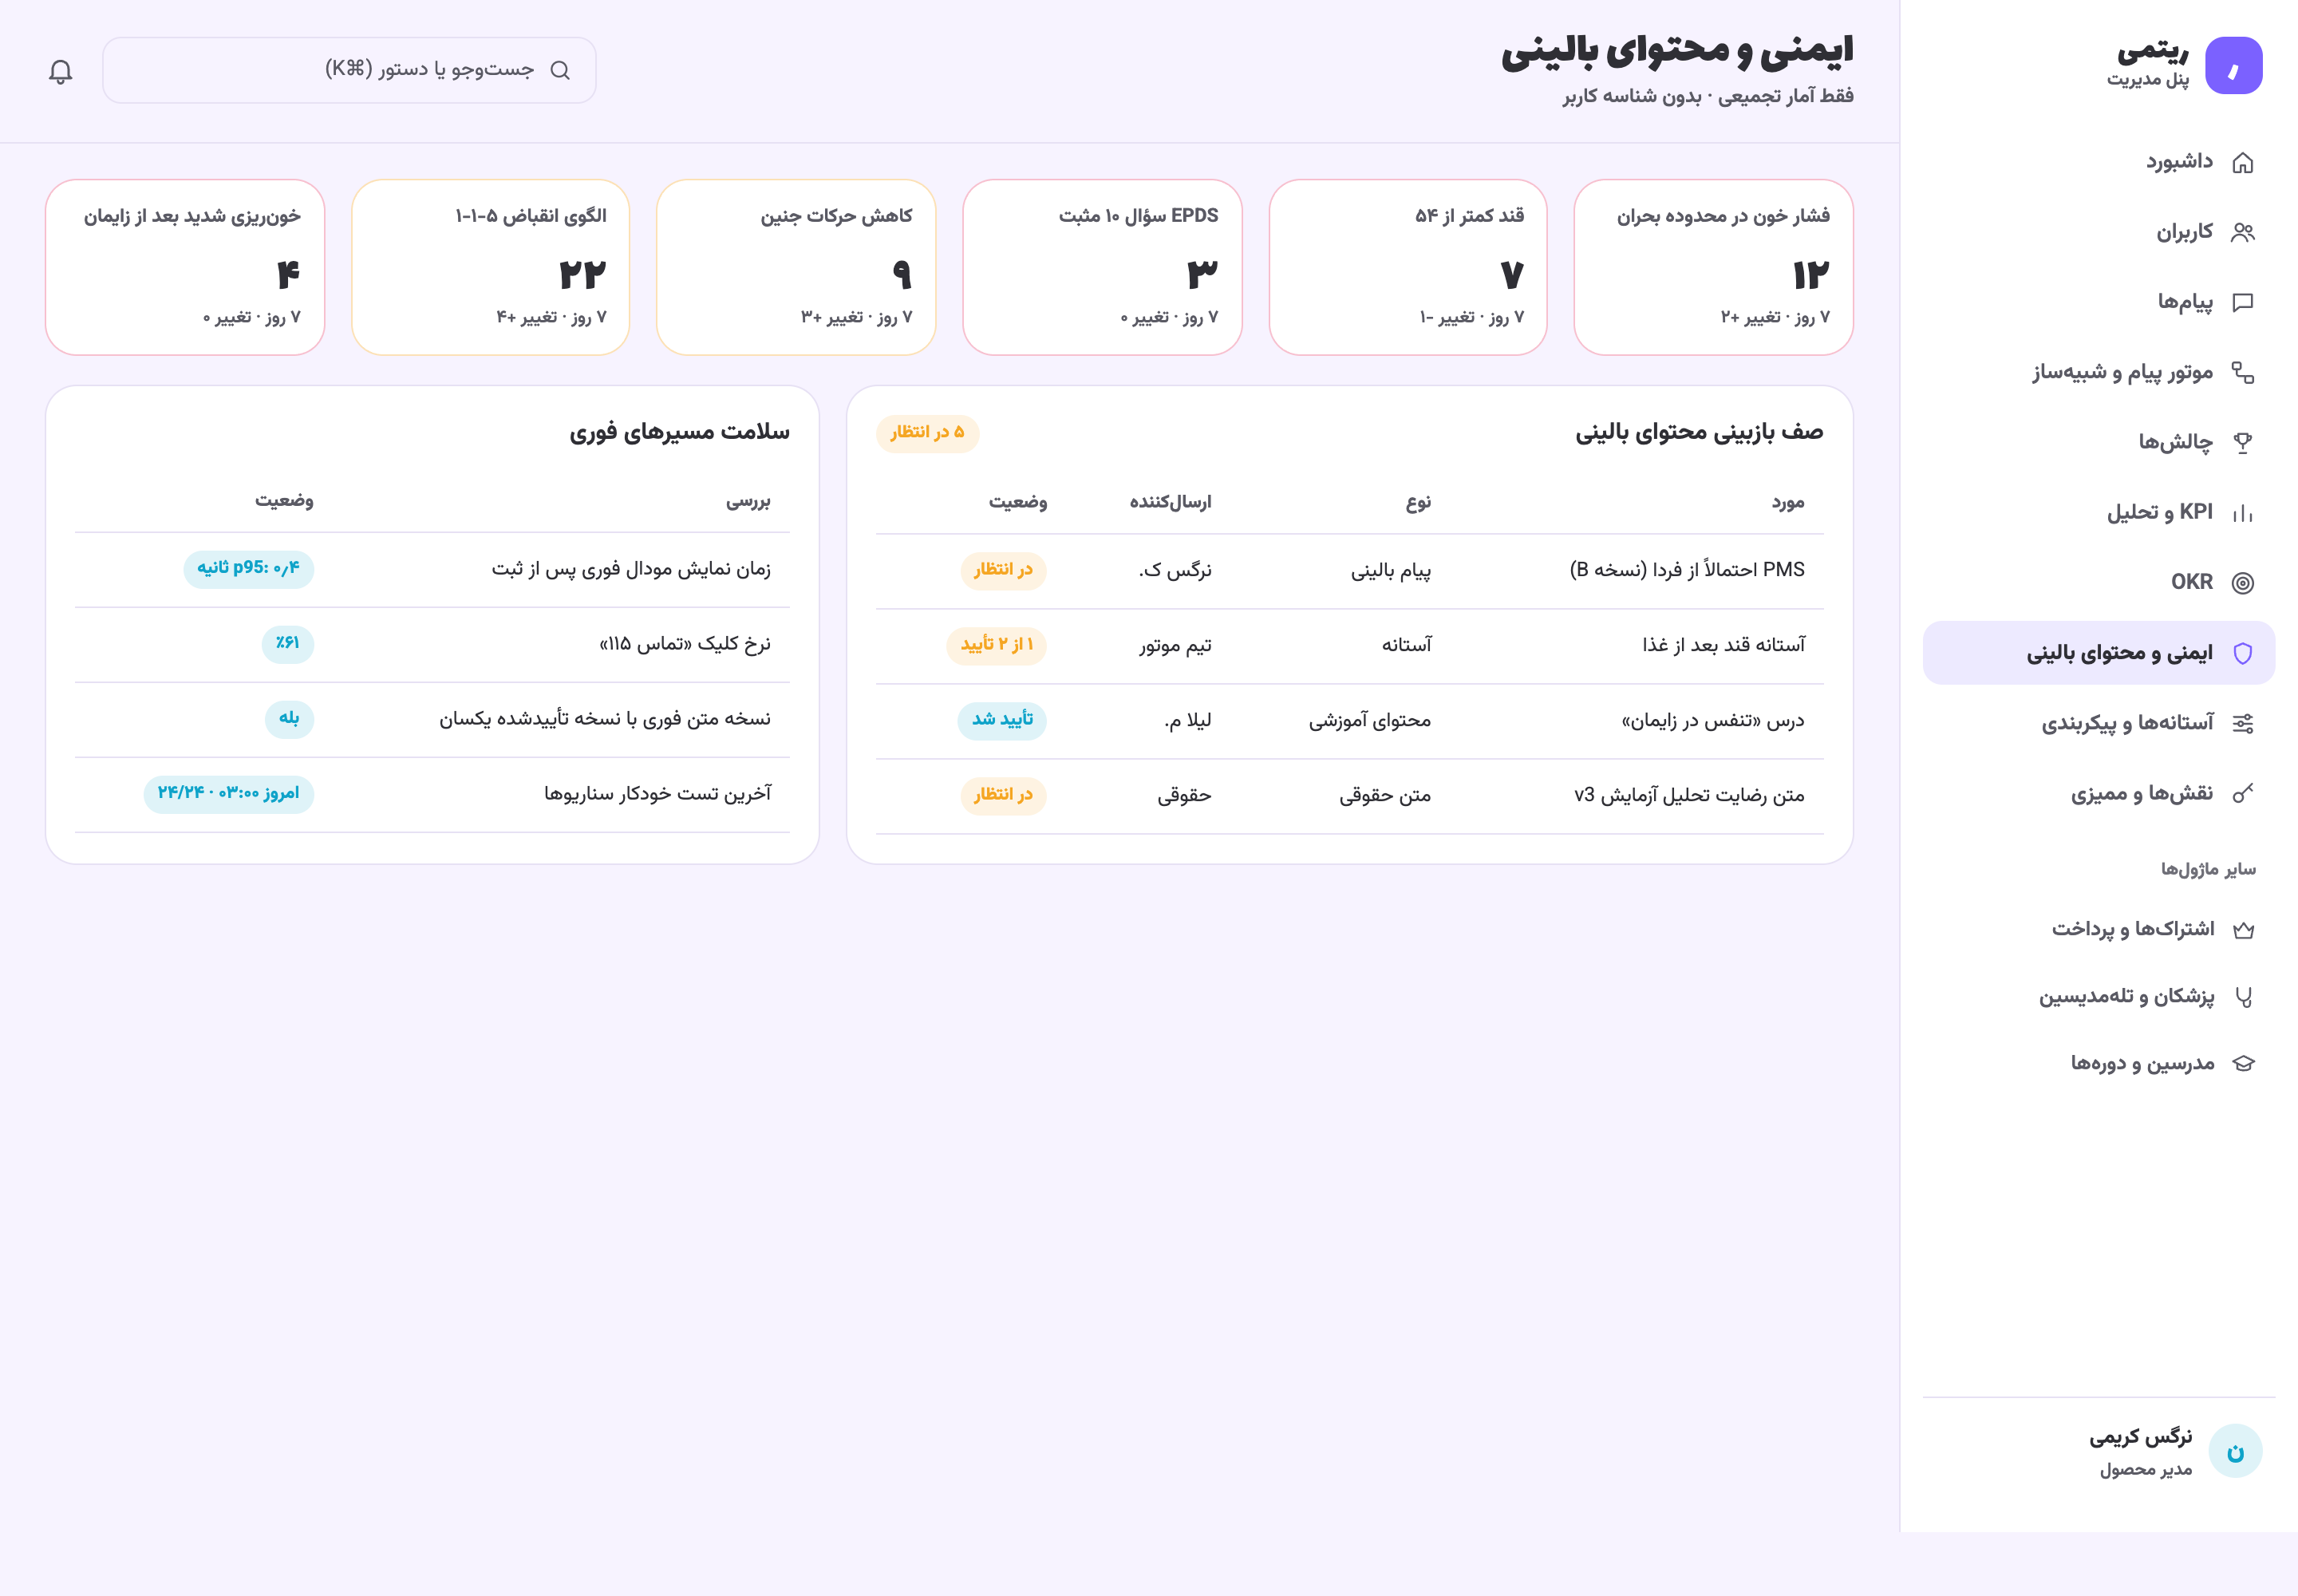 ریتمی
پنل مدیریت
داشبورد
کاربران
پیام‌ها
موتور پیام و شبیه‌ساز
چالش‌ها
KPI و تحلیل
OKR
ایمنی و محتوای بالینی
آستانه‌ها و پیکربندی
نقش‌ها و ممیزی
سایر ماژول‌ها
اشتراک‌ها و پرداخت
پزشکان و تله‌مدیسین
مدرسین و دوره‌ها
ن
نرگس کریمی
مدیر محصول
ایمنی و محتوای بالینی
فقط آمار تجمیعی · بدون شناسه کاربر
جست‌وجو یا دستور (⌘K)
فشار خون در محدوده بحران
۱۲
۷ روز · تغییر +۲
قند کمتر از ۵۴
۷
۷ روز · تغییر -۱
EPDS سؤال ۱۰ مثبت
۳
۷ روز · تغییر ۰
کاهش حرکات جنین
۹
۷ روز · تغییر +۳
الگوی انقباض ۵-۱-۱
۲۲
۷ روز · تغییر +۴
خون‌ریزی شدید بعد از زایمان
۴
۷ روز · تغییر ۰
صف بازبینی محتوای بالینی
۵ در انتظار
مورد نوع ارسال‌کننده وضعیت
PMS احتمالاً از فردا (نسخه B) پیام بالینی نرگس ک. در انتظار
آستانه قند بعد از غذا آستانه تیم موتور ۱ از ۲ تأیید
درس «تنفس در زایمان» محتوای آموزشی لیلا م. تأیید شد
متن رضایت تحلیل آزمایش v3 متن حقوقی حقوقی در انتظار
سلامت مسیرهای فوری
بررسی وضعیت
زمان نمایش مودال فوری پس از ثبت p95: ۰٫۴ ثانیه
نرخ کلیک «تماس ۱۱۵» ۶۱٪
نسخه متن فوری با نسخه تأییدشده یکسان بله
آخرین تست خودکار سناریوها امروز ۰۳:۰۰ · ۲۴/۲۴